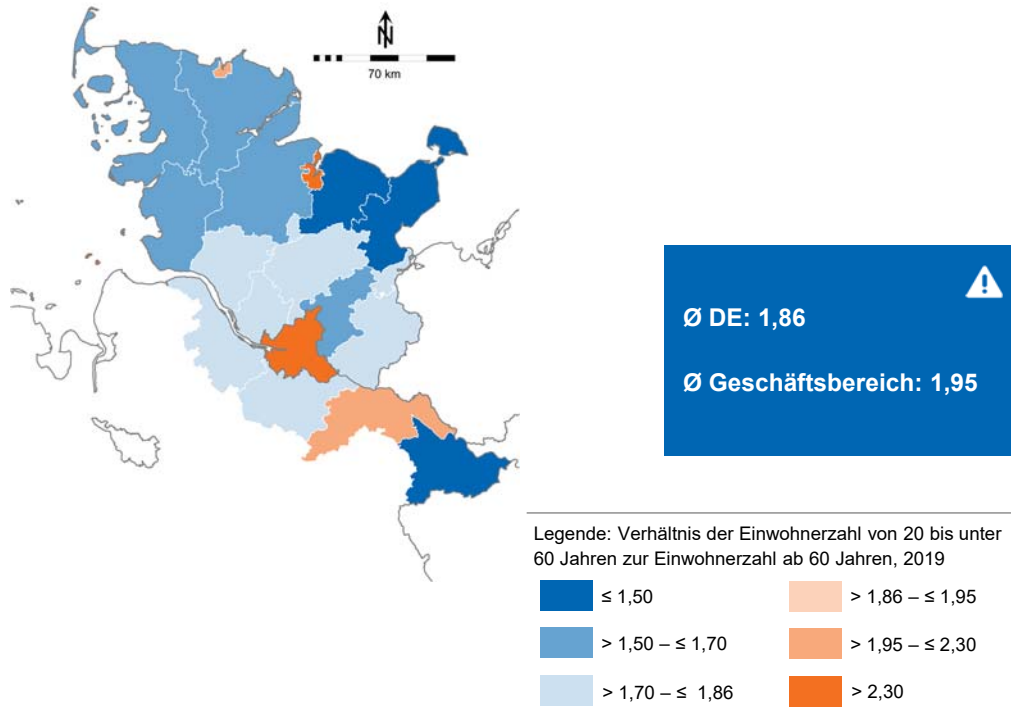 N
70 km
Ø DE: 1,86
Ø Geschäftsbereich: 1,95
Legende: Verhältnis der Einwohnerzahl von 20 bis unter
60 Jahren zur Einwohnerzahl ab 60 Jahren, 2019
≤ 1,50
> 1,86 – ≤ 1,95
> 1,50 – ≤ 1,70
> 1,95 – ≤ 2,30
> 1,70 – ≤ 1,86
> 2,30